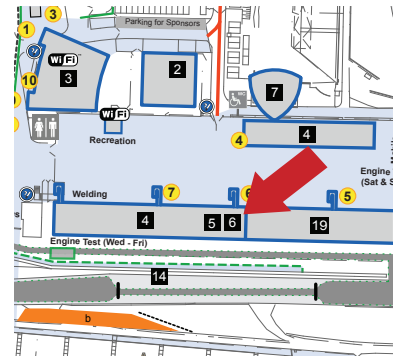 3
1
Parking for Sponsors
WiFi
3
2
10
7
WiFi
Recreation
4
4
Engine
(Sat & S
Welding
7
6
5
4
5
6
19
Engine Test (Wed - Fri)
14
b